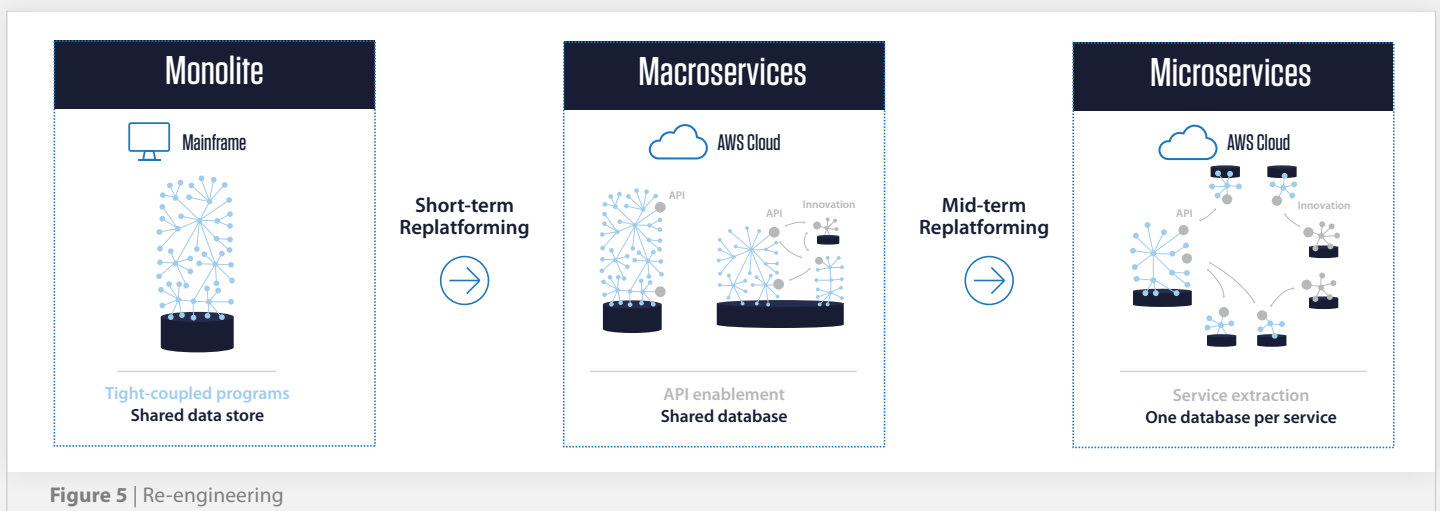 Monolite
Mainframe
Tight-coupled programs
Shared data store
Short-term
Replatforming
Macroservices
AWS Cloud
API
API
Innovation
API enablement
Shared database
Mid-term
Replatforming
Microservices
AWS Cloud
API
Innovation
Service extraction
One database per service
Figure 5 | Re-engineering